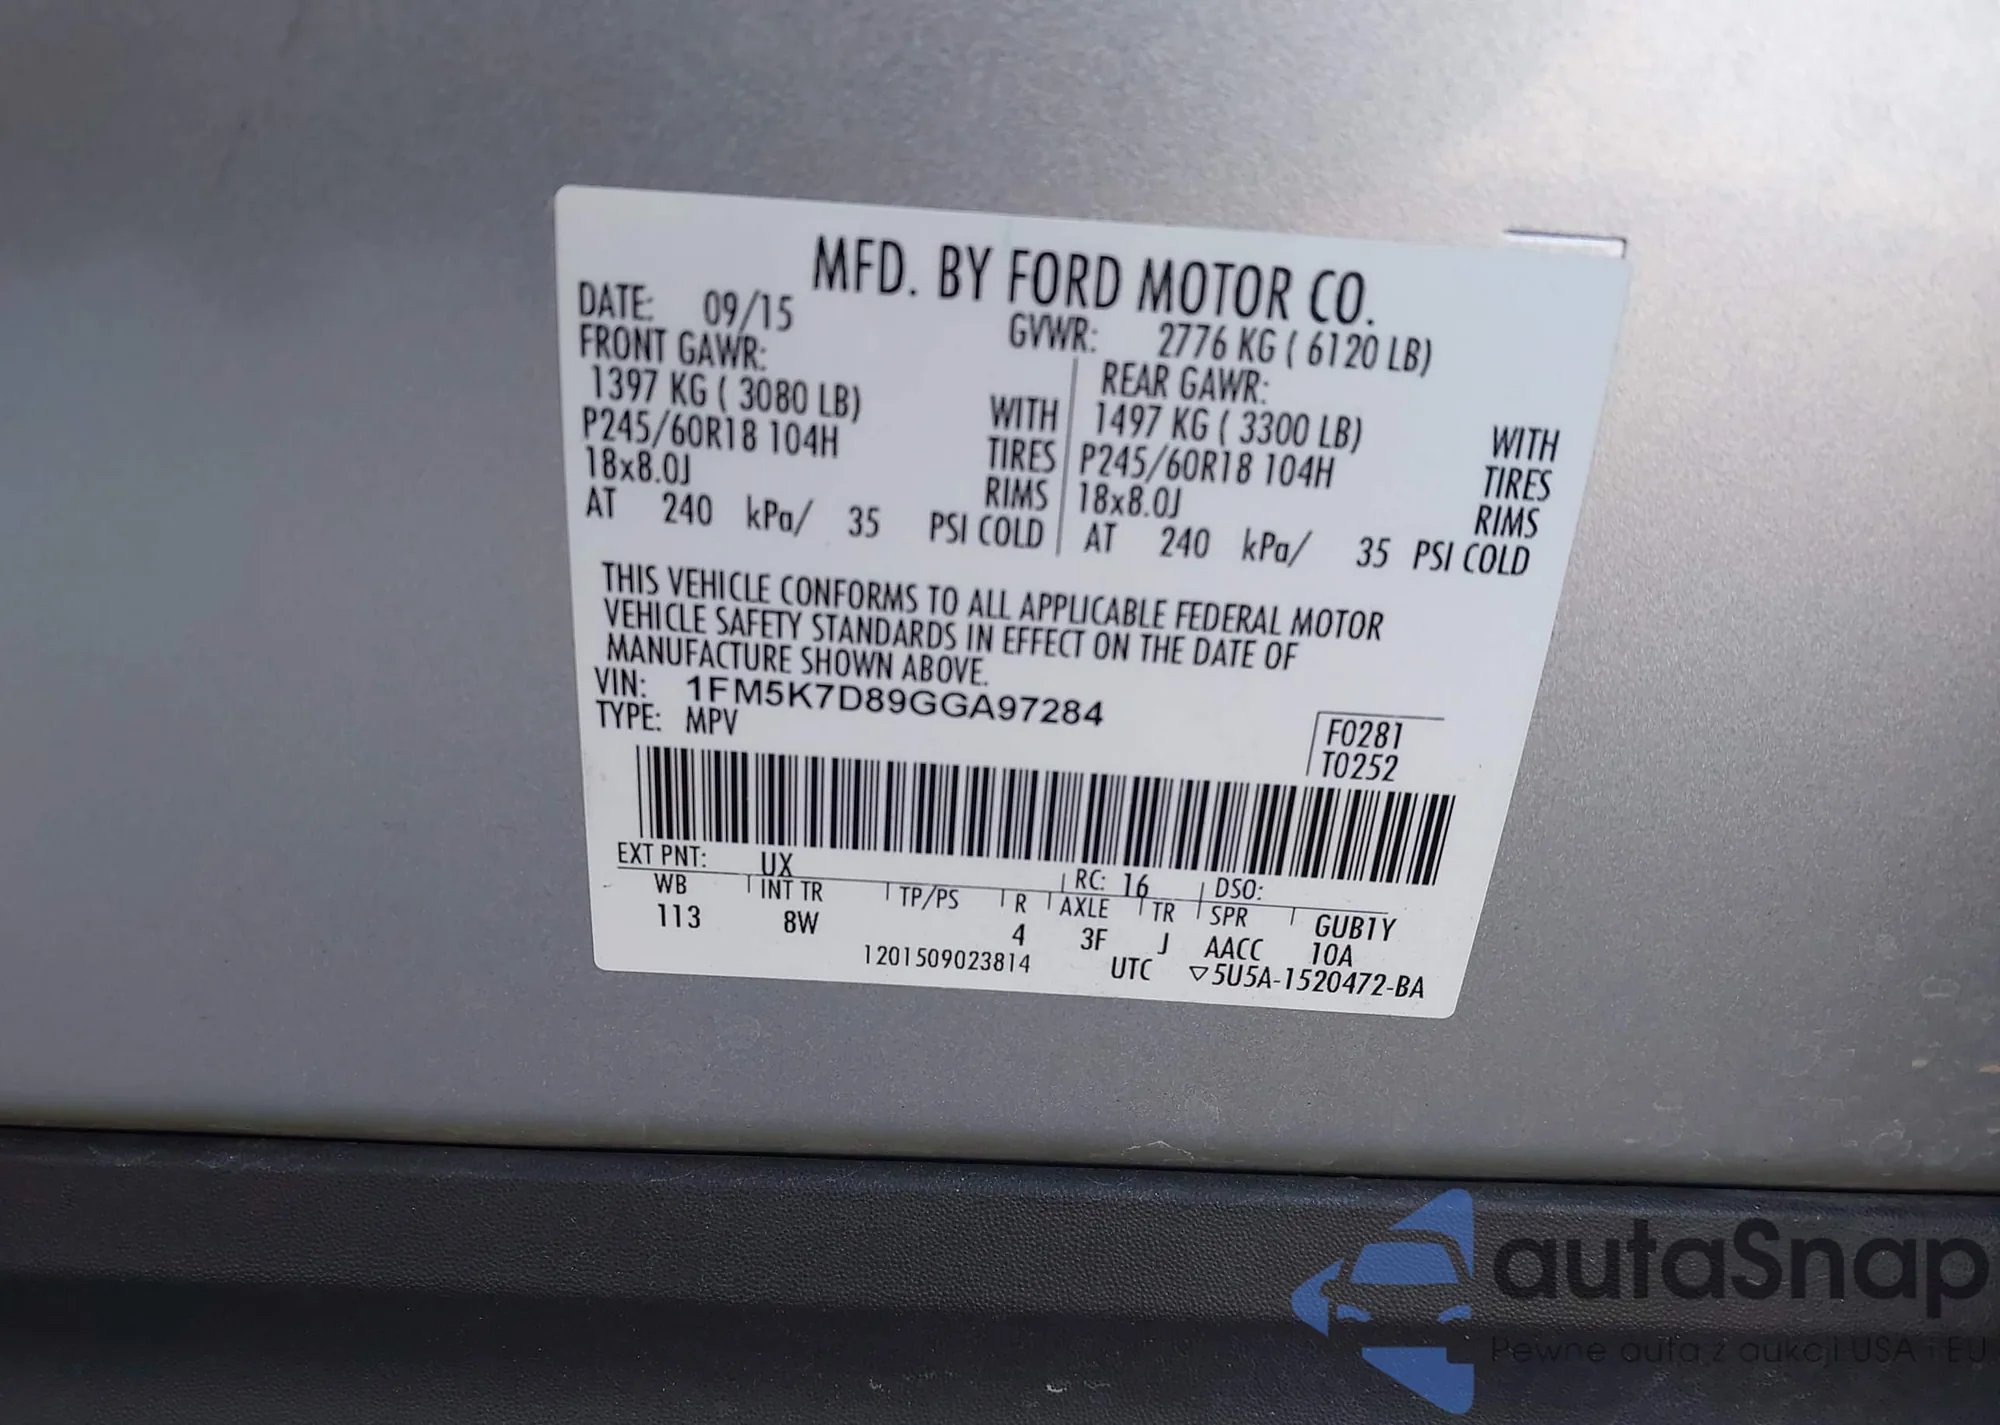 MFD. BY FORD MOTOR CO.
DATE: 09/15 GVWR: 2776 KG ( 6120 LB)
FRONT GAWR: REAR GAWR:
1397 KG ( 3080 LB) WITH 1497 KG ( 3300 LB) WITH
P245/60R18 104H TIRES P245/60R18 104H TIRES
18x8.0J RIMS 18x8.0J RIMS
AT 240 kPa/ 35 PSI COLD AT 240 kPa/ 35 PSI COLD
THIS VEHICLE CONFORMS TO ALL APPLICABLE FEDERAL MOTOR
VEHICLE SAFETY STANDARDS IN EFFECT ON THE DATE OF
MANUFACTURE SHOWN ABOVE.
VIN: 1FM5K7D89GGA97284
TYPE: MPV
F0281
T0252
EXT PNT: UX RC: 16 DSO:
WB INT TR TP/PS R AXLE TR SPR GUB1Y
113 8W 4 3F J AACC 10A
1201509023814 UTC ▽5U5A-1520472-BA
autaSnap
Pewne auta z aukcji USA i EU